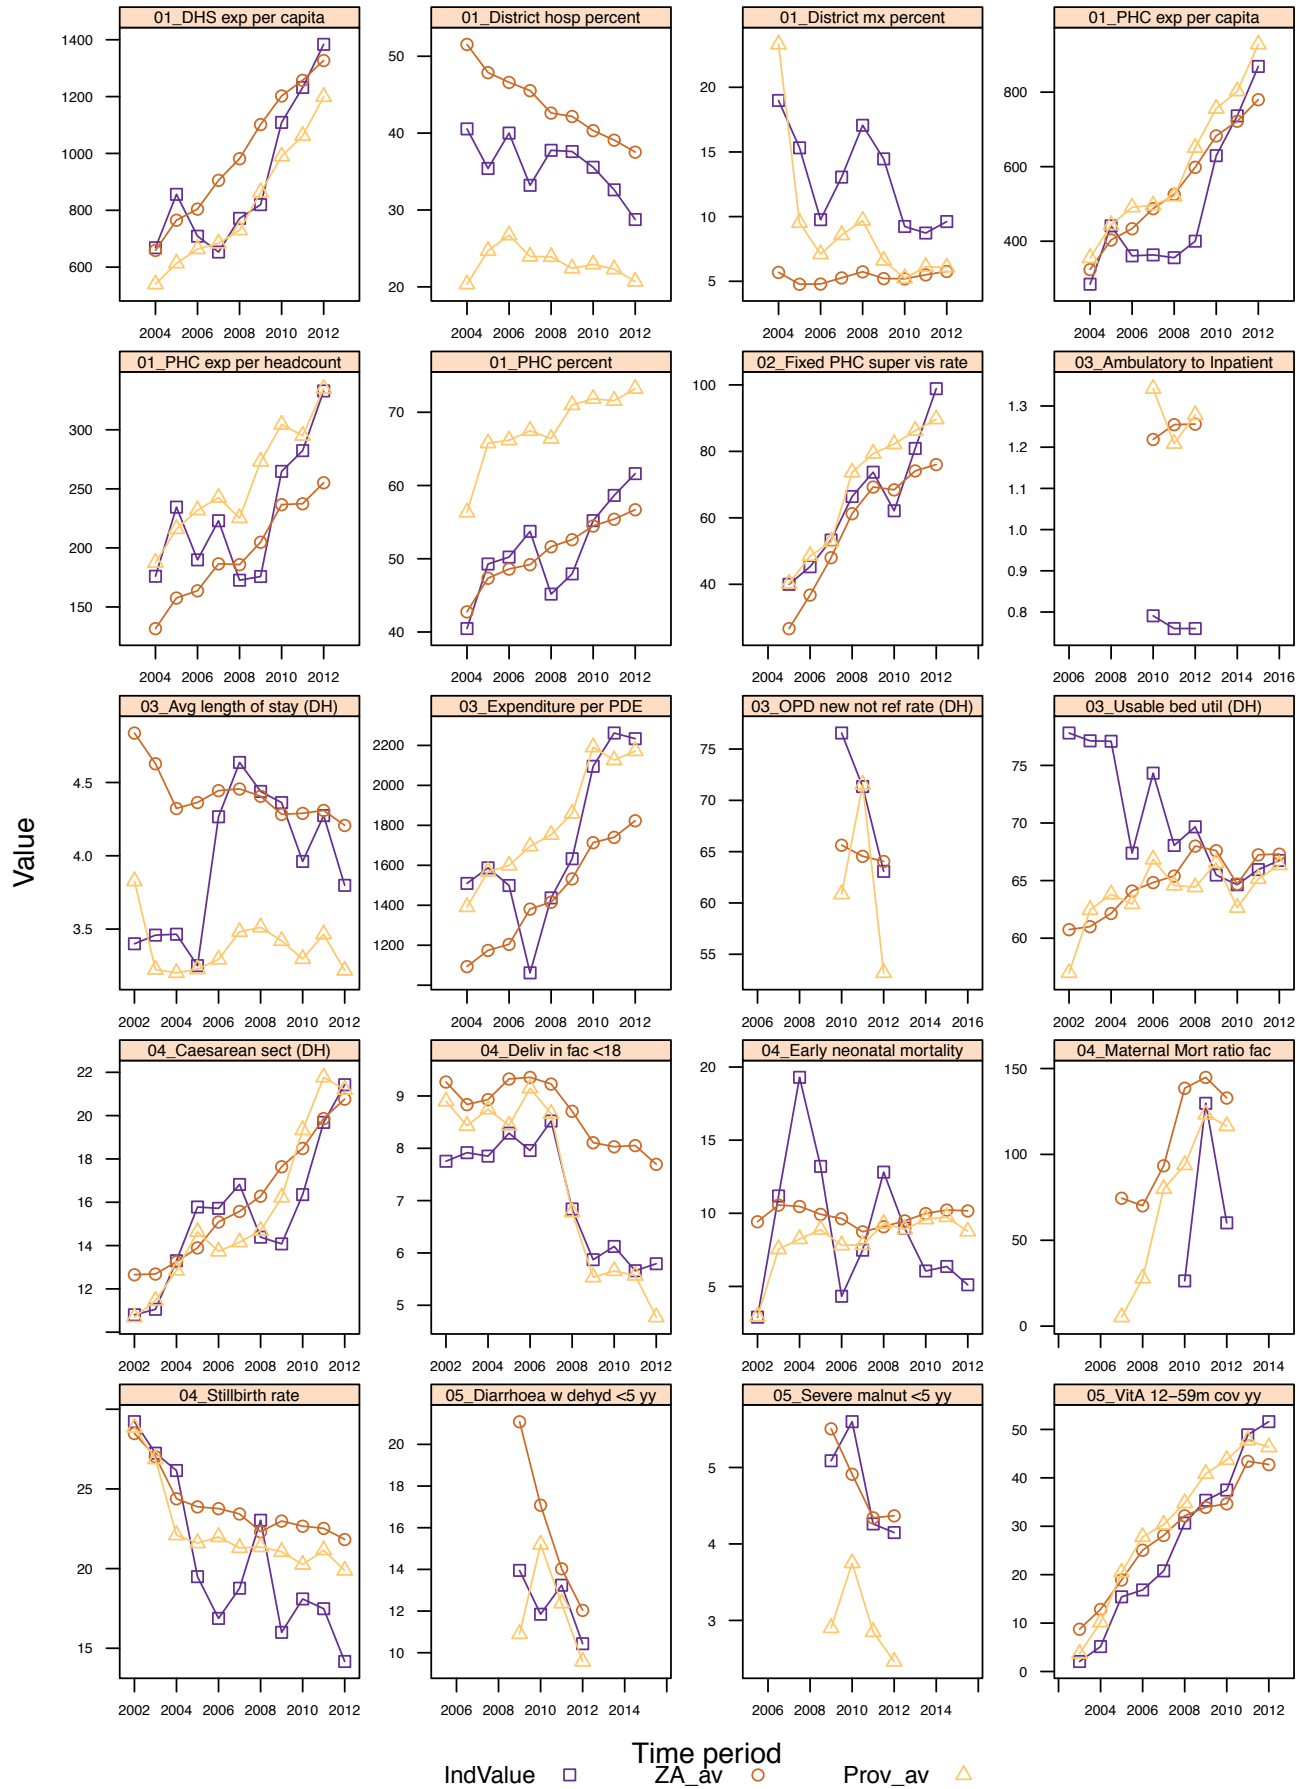 01_DHS exp per capita
01_District hosp percent
01_District mx percent
01_PHC exp per capita
1400
1200
1000
800
600
2004 2006 2008 2010 2012
50
40
30
20
2004 2006 2008 2010 2012
20
15
10
5
2004 2006 2008 2010 2012
800
600
400
2004 2006 2008 2010 2012
01_PHC exp per headcount
01_PHC percent
02_Fixed PHC super vis rate
03_Ambulatory to Inpatient
300
250
200
150
2004 2006 2008 2010 2012
70
60
50
40
2004 2006 2008 2010 2012
100
80
60
40
2004 2006 2008 2010 2012
1.3
1.2
1.1
1.0
0.9
0.8
2006 2008 2010 2012 2014 2016
03_Avg length of stay (DH)
03_Expenditure per PDE
03_OPD new not ref rate (DH)
03_Usable bed util (DH)
4.5
4.0
3.5
2002 2004 2006 2008 2010 2012
2200
2000
1800
1600
1400
1200
2004 2006 2008 2010 2012
75
70
65
60
55
2006 2008 2010 2012 2014 2016
75
70
65
60
2002 2004 2006 2008 2010 2012
04_Caesarean sect (DH)
04_Deliv in fac <18
04_Early neonatal mortality
04_Maternal Mort ratio fac
22
20
18
16
14
12
2002 2004 2006 2008 2010 2012
9
8
7
6
5
2002 2004 2006 2008 2010 2012
20
15
10
5
2002 2004 2006 2008 2010 2012
150
100
50
0
2006 2008 2010 2012 2014
04_Stillbirth rate
05_Diarrhoea w dehyd <5 yy
05_Severe malnut <5 yy
05_VitA 12−59m cov yy
25
20
15
2002 2004 2006 2008 2010 2012
20
18
16
14
12
10
2006 2008 2010 2012 2014
5
4
3
2006 2008 2010 2012 2014
50
40
30
20
10
0
2004 2006 2008 2010 2012
Value
Time period
IndValue ZA_av Prov_av